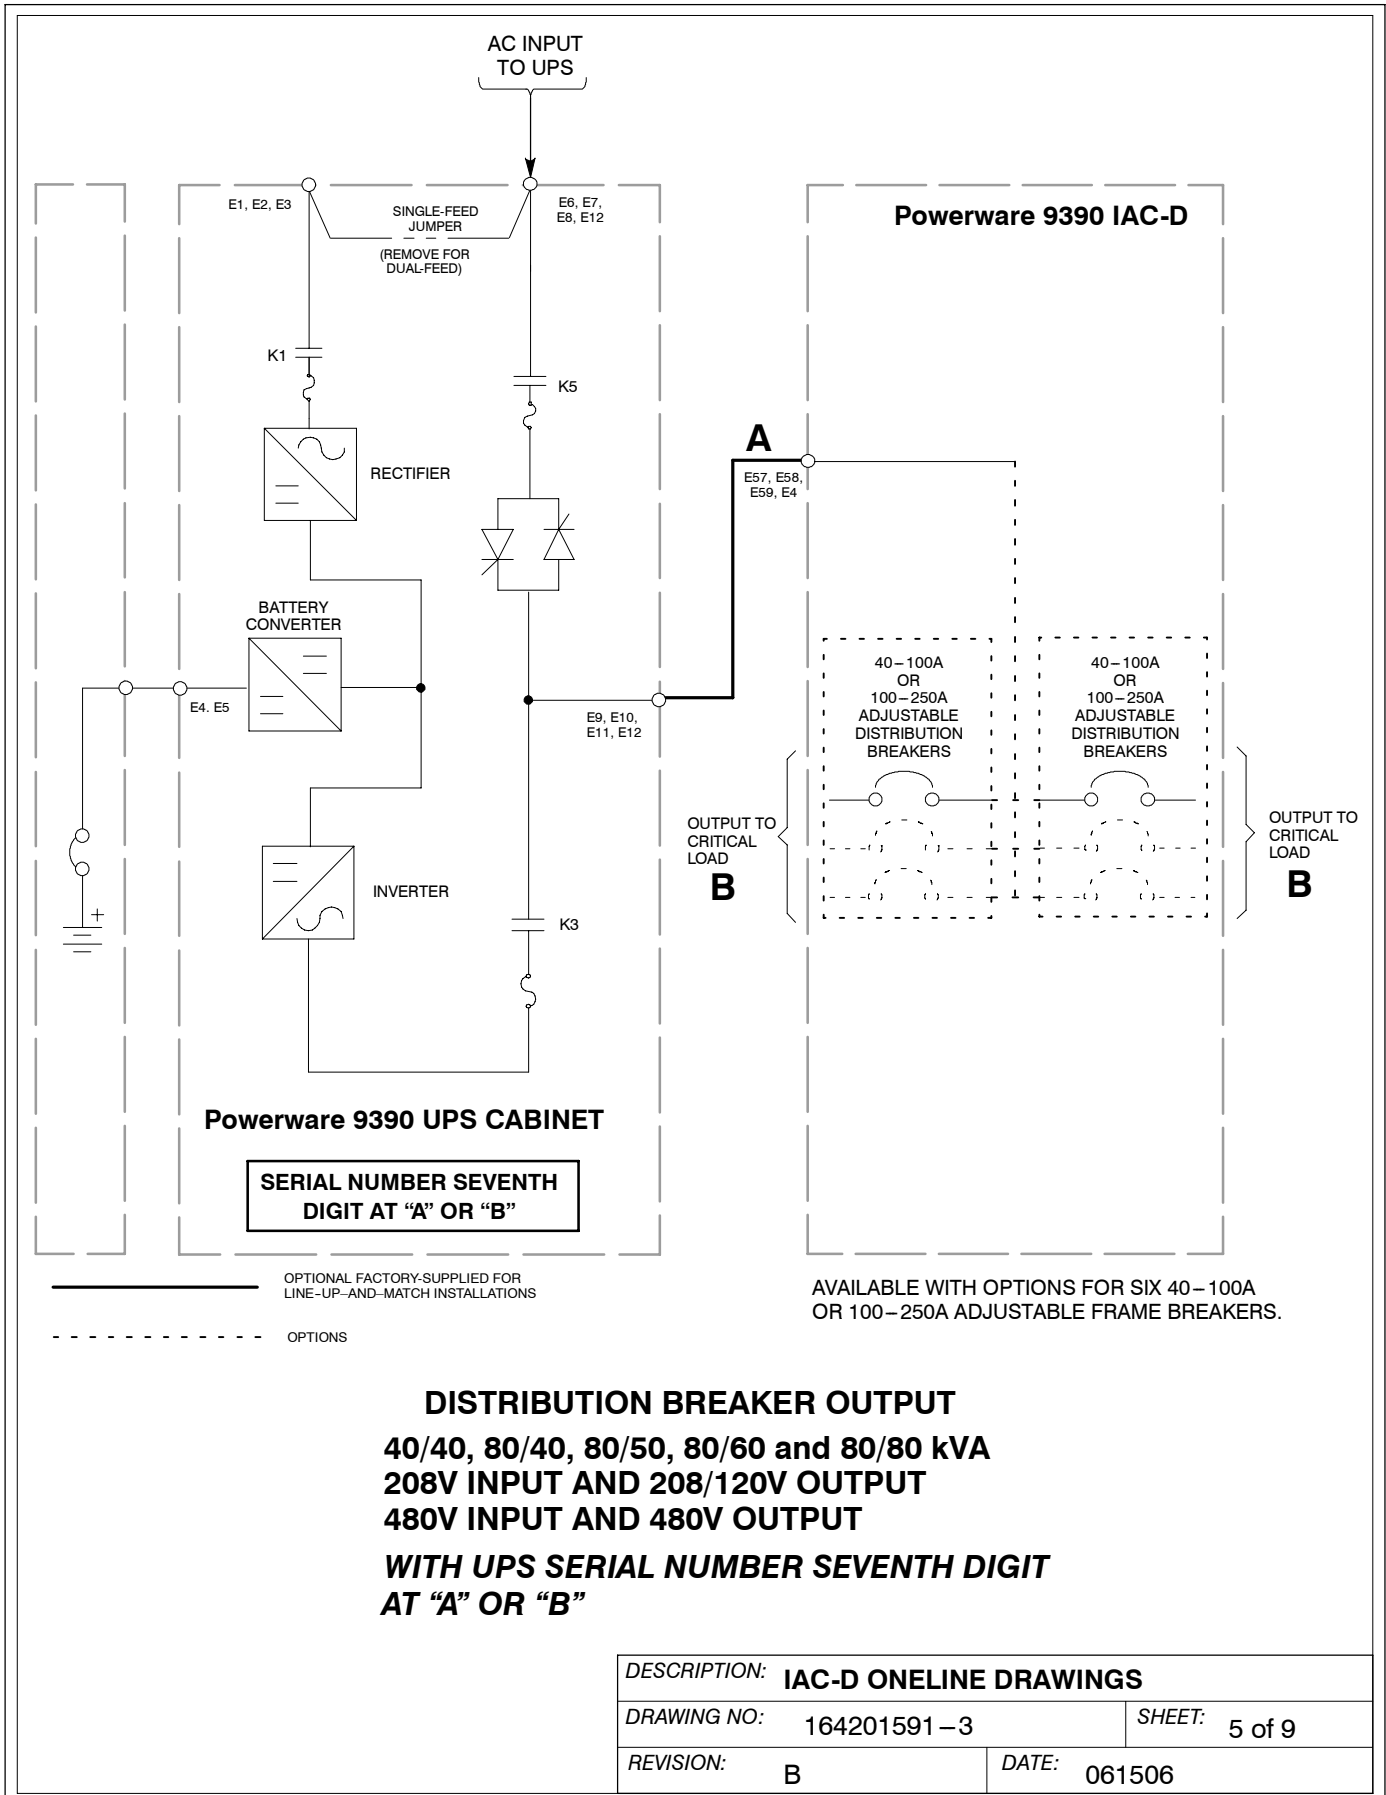 AC INPUT
TO UPS
E1, E2, E3
SINGLE-FEED
JUMPER
(REMOVE FOR
DUAL-FEED)
E6, E7,
E8, E12
Powerware 9390 IAC-D
K1
K5
RECTIFIER
A
E57, E58,
E59, E4
BATTERY
CONVERTER
E4. E5
E9, E10,
E11, E12
40–100A
OR
100–250A
ADJUSTABLE
DISTRIBUTION
BREAKERS
40–100A
OR
100–250A
ADJUSTABLE
DISTRIBUTION
BREAKERS
OUTPUT TO
CRITICAL
LOAD
B
OUTPUT TO
CRITICAL
LOAD
B
INVERTER
+
K3
Powerware 9390 UPS CABINET
SERIAL NUMBER SEVENTH
DIGIT AT “A” OR “B”
OPTIONAL FACTORY-SUPPLIED FOR
LINE-UP-AND-MATCH INSTALLATIONS
OPTIONS
AVAILABLE WITH OPTIONS FOR SIX 40–100A
OR 100–250A ADJUSTABLE FRAME BREAKERS.
DISTRIBUTION BREAKER OUTPUT
40/40, 80/40, 80/50, 80/60 and 80/80 kVA
208V INPUT AND 208/120V OUTPUT
480V INPUT AND 480V OUTPUT
WITH UPS SERIAL NUMBER SEVENTH DIGIT
AT “A” OR “B”
DESCRIPTION: IAC-D ONELINE DRAWINGS
DRAWING NO: 164201591–3 SHEET: 5 of 9
REVISION: B DATE: 061506